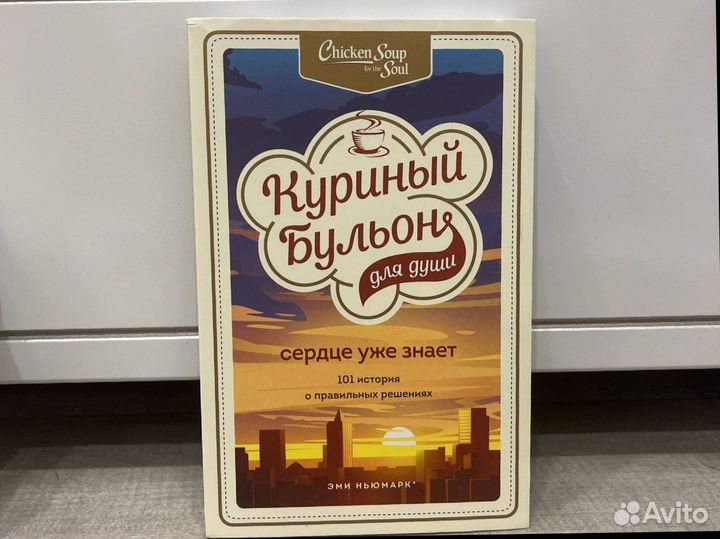 Chicken Soup
for the
Soul
Куриный
Бульон
для души
сердце уже знает
101 история
о правильных решениях
ЭМИ НЬЮМАРК*
Avito